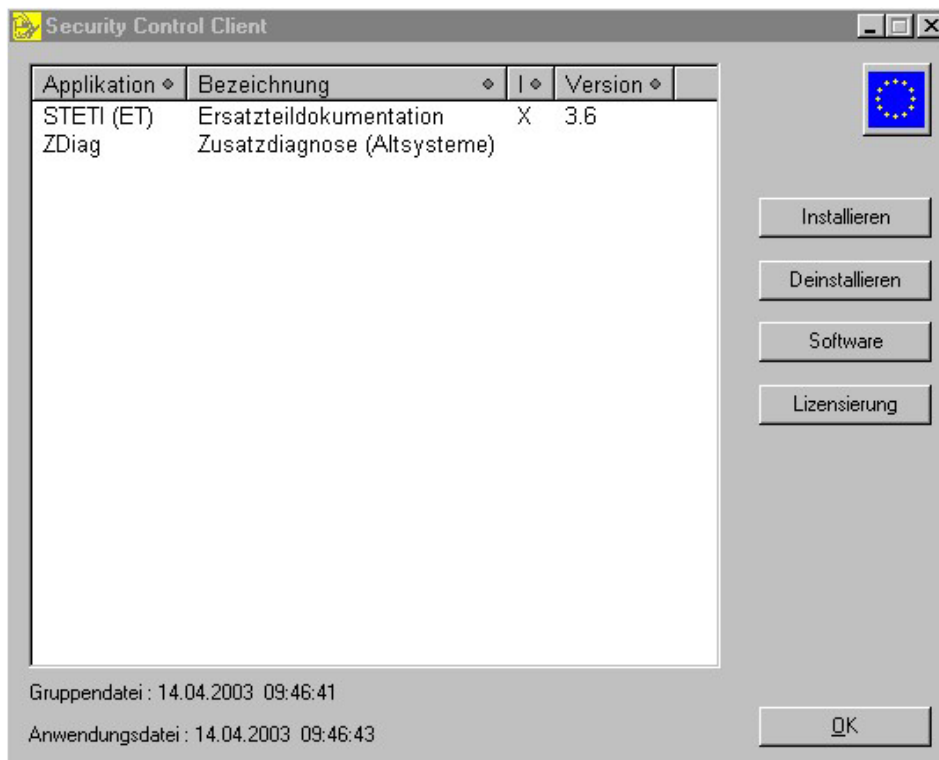 Security Control Client
Applikation Bezeichnung I Version
STETI (ET) Ersatzteildokumentation X 3.6
ZDiag Zusatzdiagnose (Altsysteme)
Installieren
Deinstallieren
Software
Lizensierung
Gruppendatei : 14.04.2003 09:46:41
Anwendungsdatei : 14.04.2003 09:46:43
OK